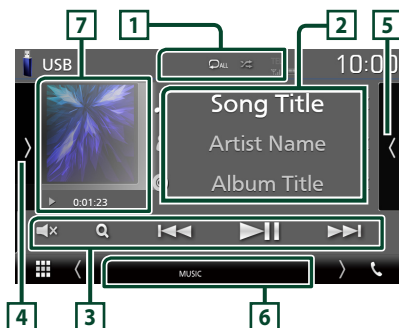 7 1 2 5
USB ALL 10:00
Song Title
Artist Name
Album Title
0:01:23
MUSIC
4 3 6